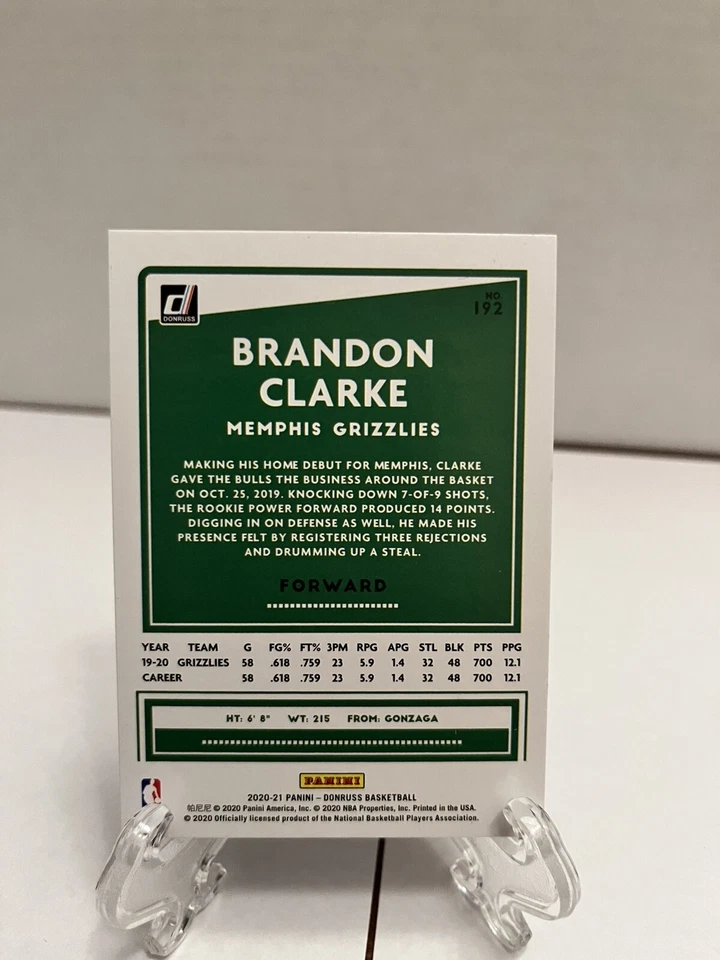 d
DONRUSS
NO.
192
BRANDON
CLARKE
MEMPHIS GRIZZLIES
MAKING HIS HOME DEBUT FOR MEMPHIS, CLARKE
GAVE THE BULLS THE BUSINESS AROUND THE BASKET
ON OCT. 25, 2019. KNOCKING DOWN 7-OF-9 SHOTS,
THE ROOKIE POWER FORWARD PRODUCED 14 POINTS.
DIGGING IN ON DEFENSE AS WELL, HE MADE HIS
PRESENCE FELT BY REGISTERING THREE REJECTIONS
AND DRUMMING UP A STEAL.
FORWARD
YEAR TEAM G FG% FT% 3PM RPG APG STL BLK PTS PPG
19-20 GRIZZLIES 58 .618 .759 23 5.9 1.4 32 48 700 12.1
CAREER 58 .618 .759 23 5.9 1.4 32 48 700 12.1
HT: 6' 8" WT: 215 FROM: GONZAGA
PANINI
2020-21 PANINI – DONRUSS BASKETBALL
帕尼尼 © 2020 Panini America, Inc. © 2020 NBA Properties, Inc. Printed in the USA.
© 2020 Officially licensed product of the National Basketball Players Association.